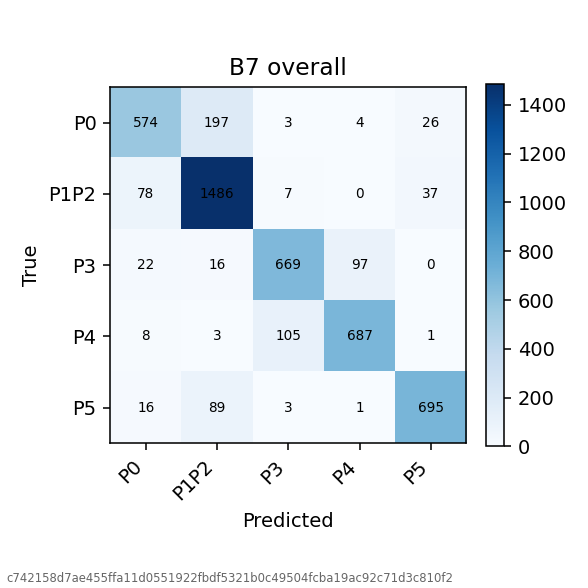 B7 overall
True
P0 574 197 3 4 26
P1P2 78 1486 7 0 37
P3 22 16 669 97 0
P4 8 3 105 687 1
P5 16 89 3 1 695
P0 P1P2 P3 P4 P5
Predicted
1400
1200
1000
800
600
400
200
0
c742158d7ae455ffa11d0551922fbdf5321b0c49504fcba19ac92c71d3c810f2